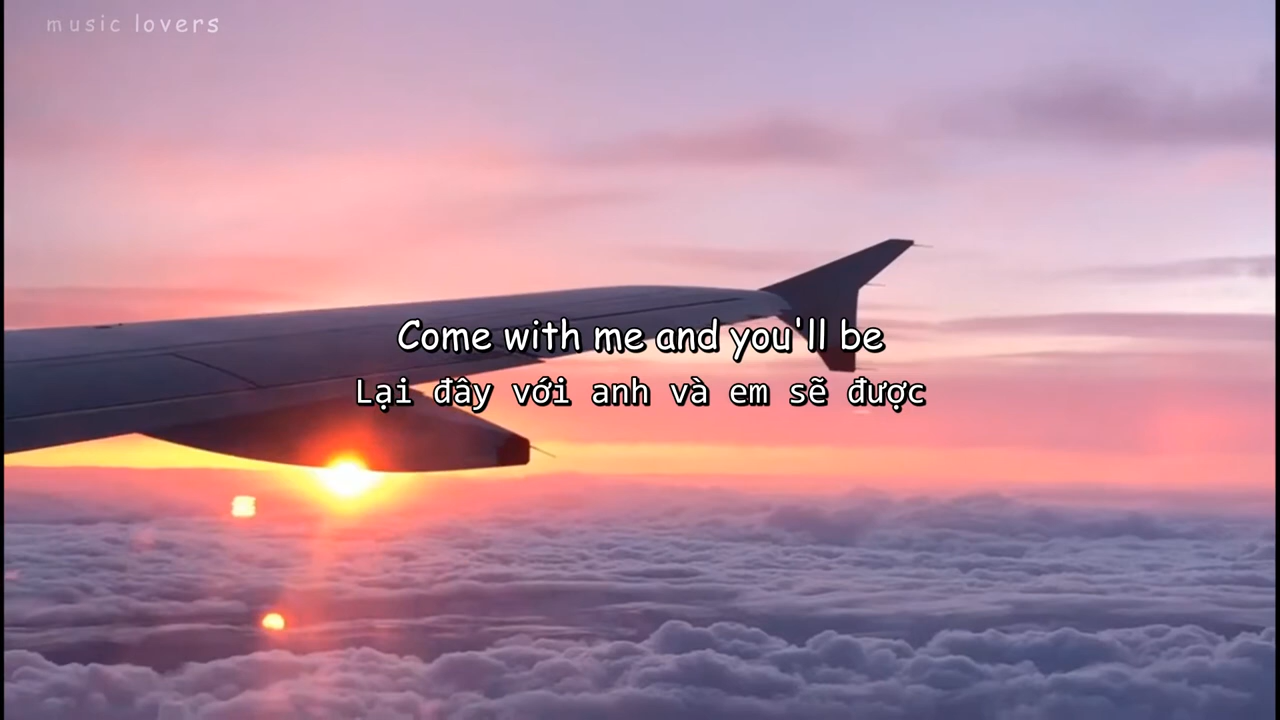 music lovers
Come with me and you'll be
Lại đây với anh và em sẽ được